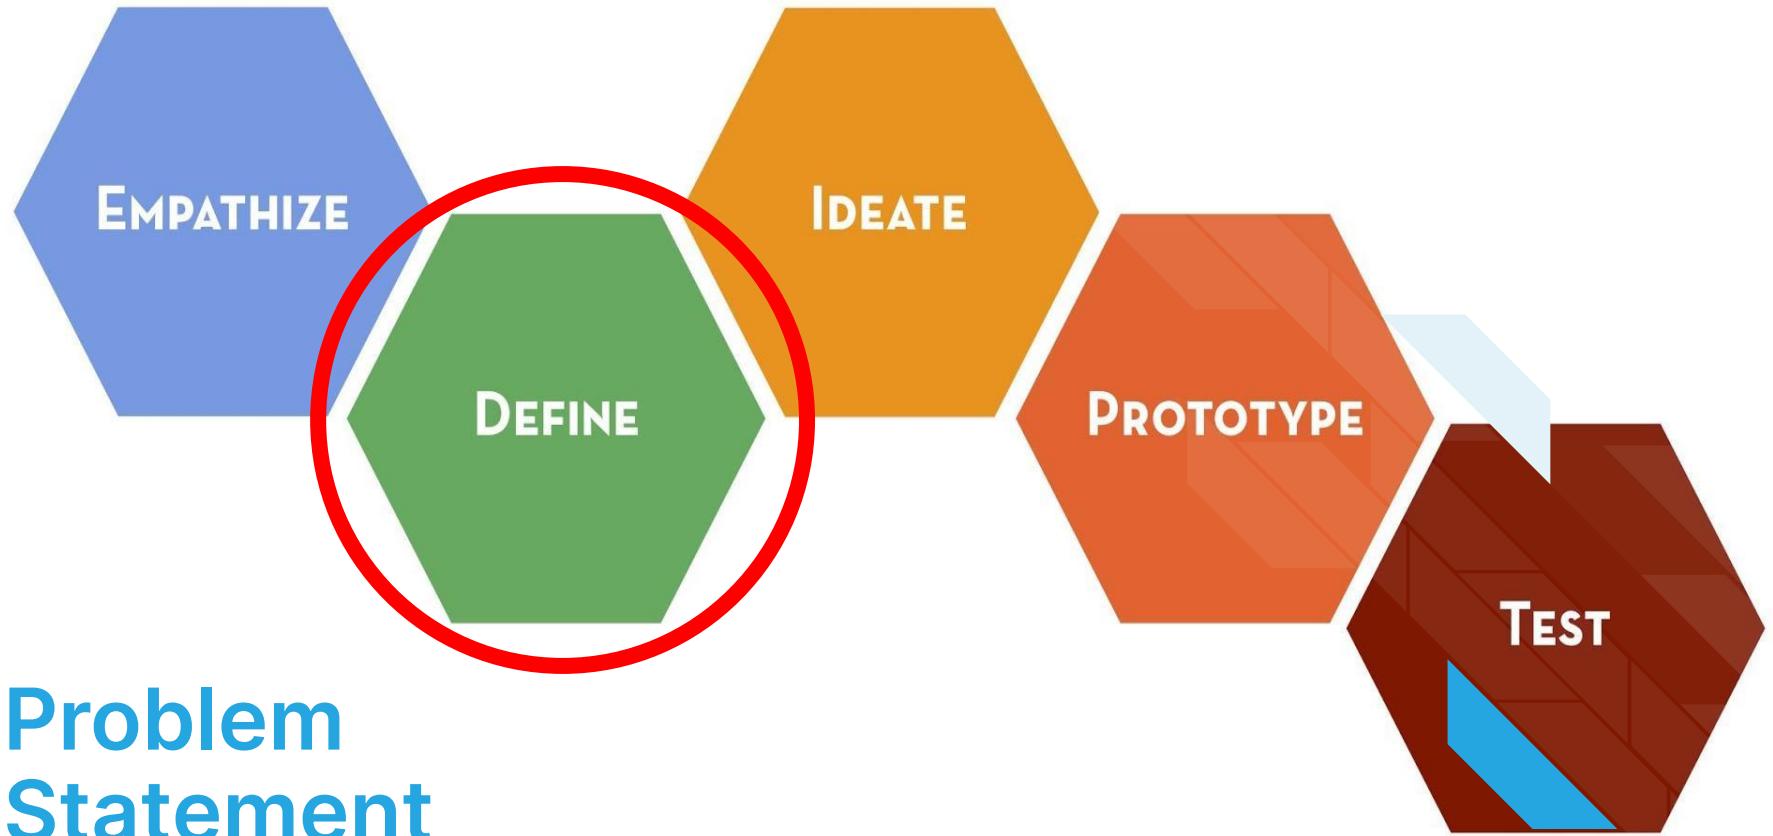 EMPATHIZE
IDEATE
DEFINE
PROTOTYPE
TEST
Problem
Statement